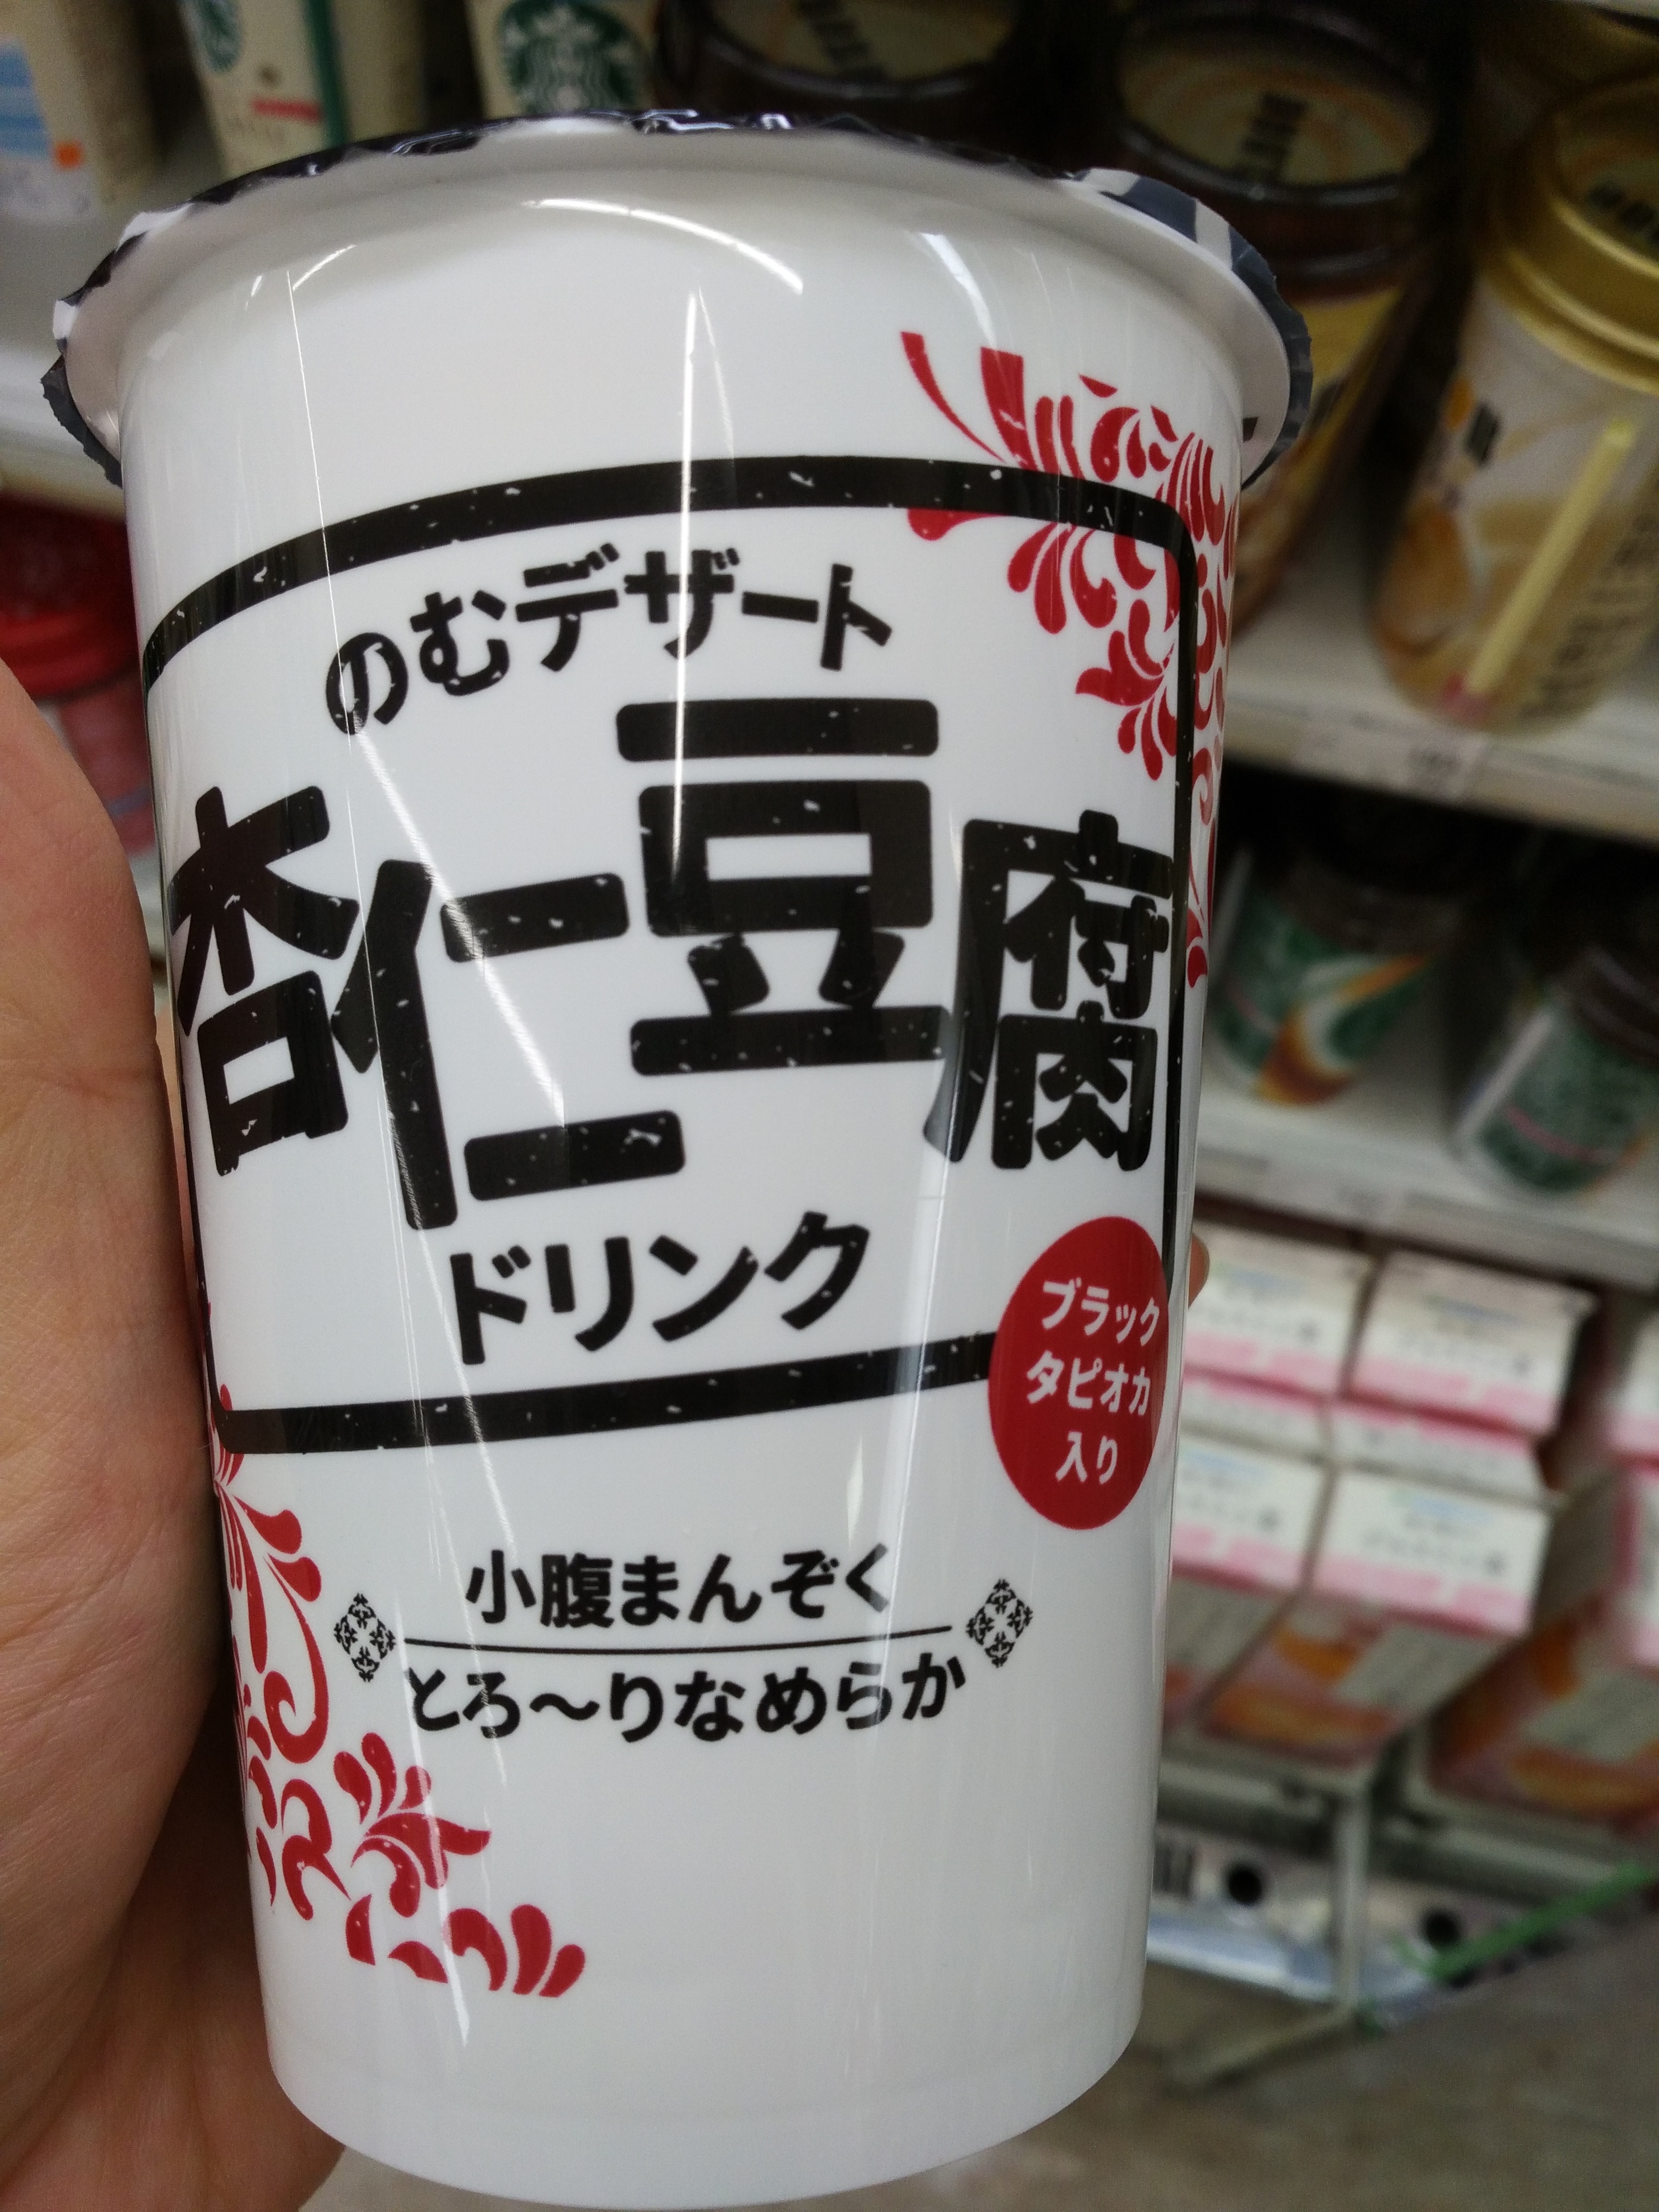 のむデザート
杏仁豆腐
ドリンク
ブラック
タピオカ
入り
小腹まんぞく
とろ～りなめらか